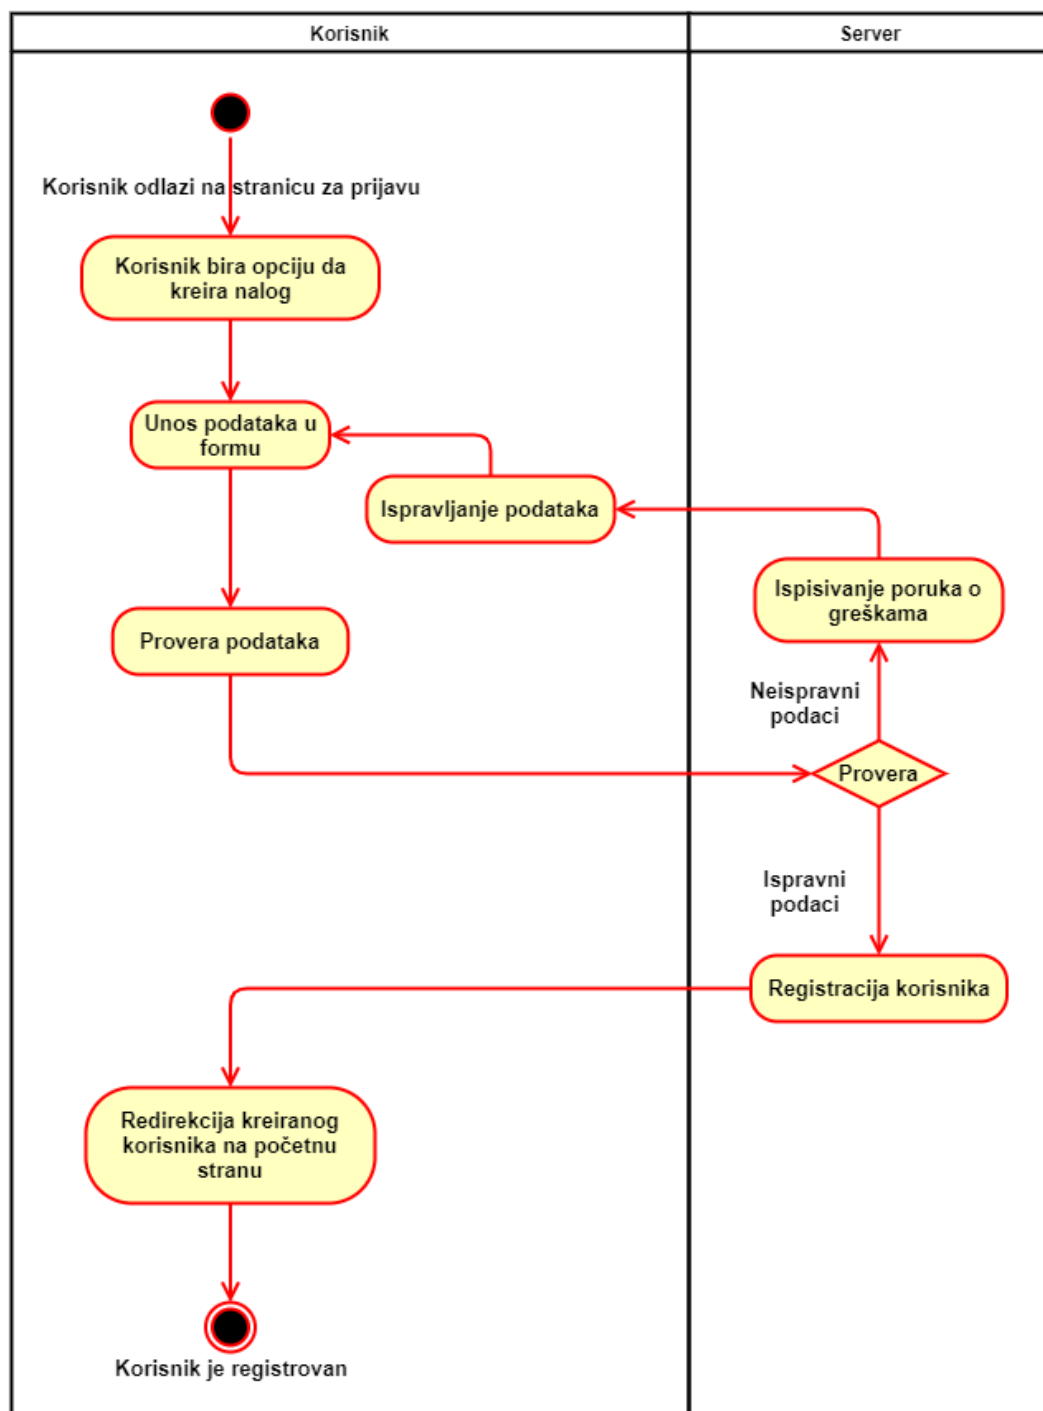 Korisnik
Server
Korisnik odlazi na stranicu za prijavu
Korisnik bira opciju da
kreira nalog
Unos podataka u
formu
Ispravljanje podataka
Ispisivanje poruka o
greškama
Provera podataka
Neispravni
podaci
Provera
Ispravni
podaci
Registracija korisnika
Redirekcija kreiranog
korisnika na početnu
stranu
Korisnik je registrovan